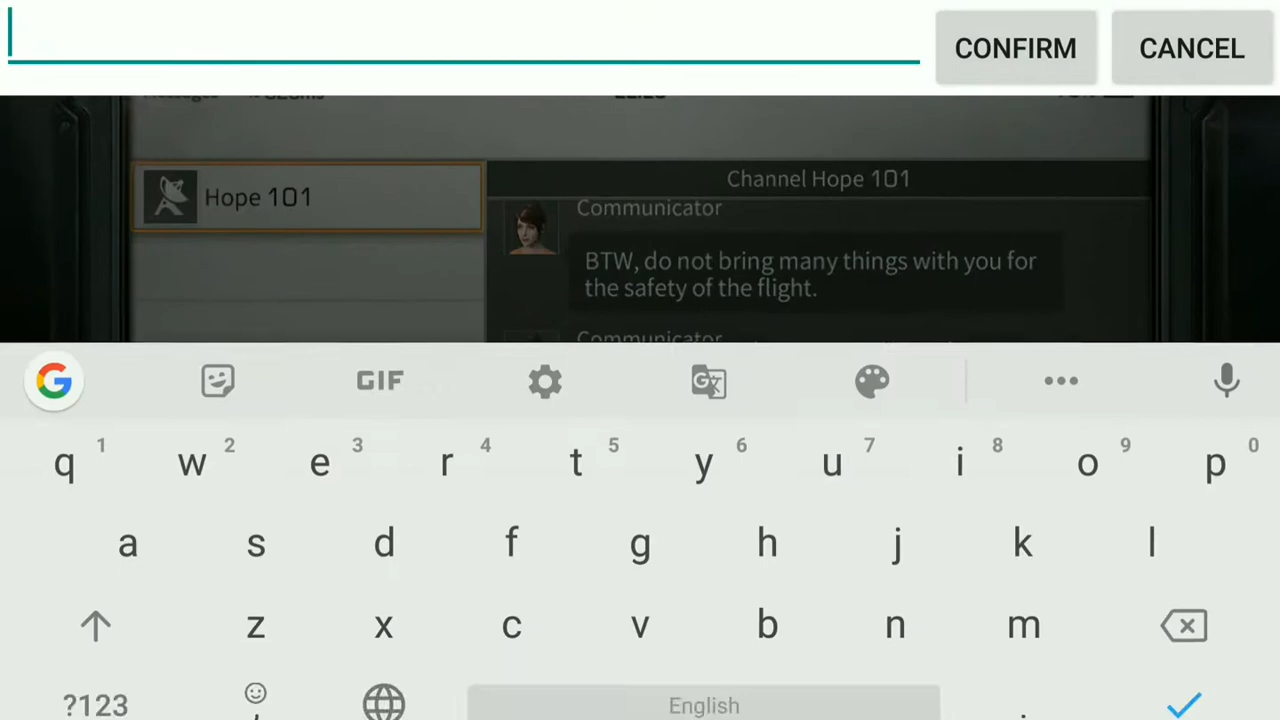 CONFIRM CANCEL
Hope 101
Channel Hope 101
Communicator
BTW, do not bring many things with you for
the safety of the flight.
Communicator
GIF
q 1 w 2 e 3 r 4 t 5 y 6 u 7 i 8 o 9 p 0
a s d f g h j k l
z x c v b n m
?123 English .